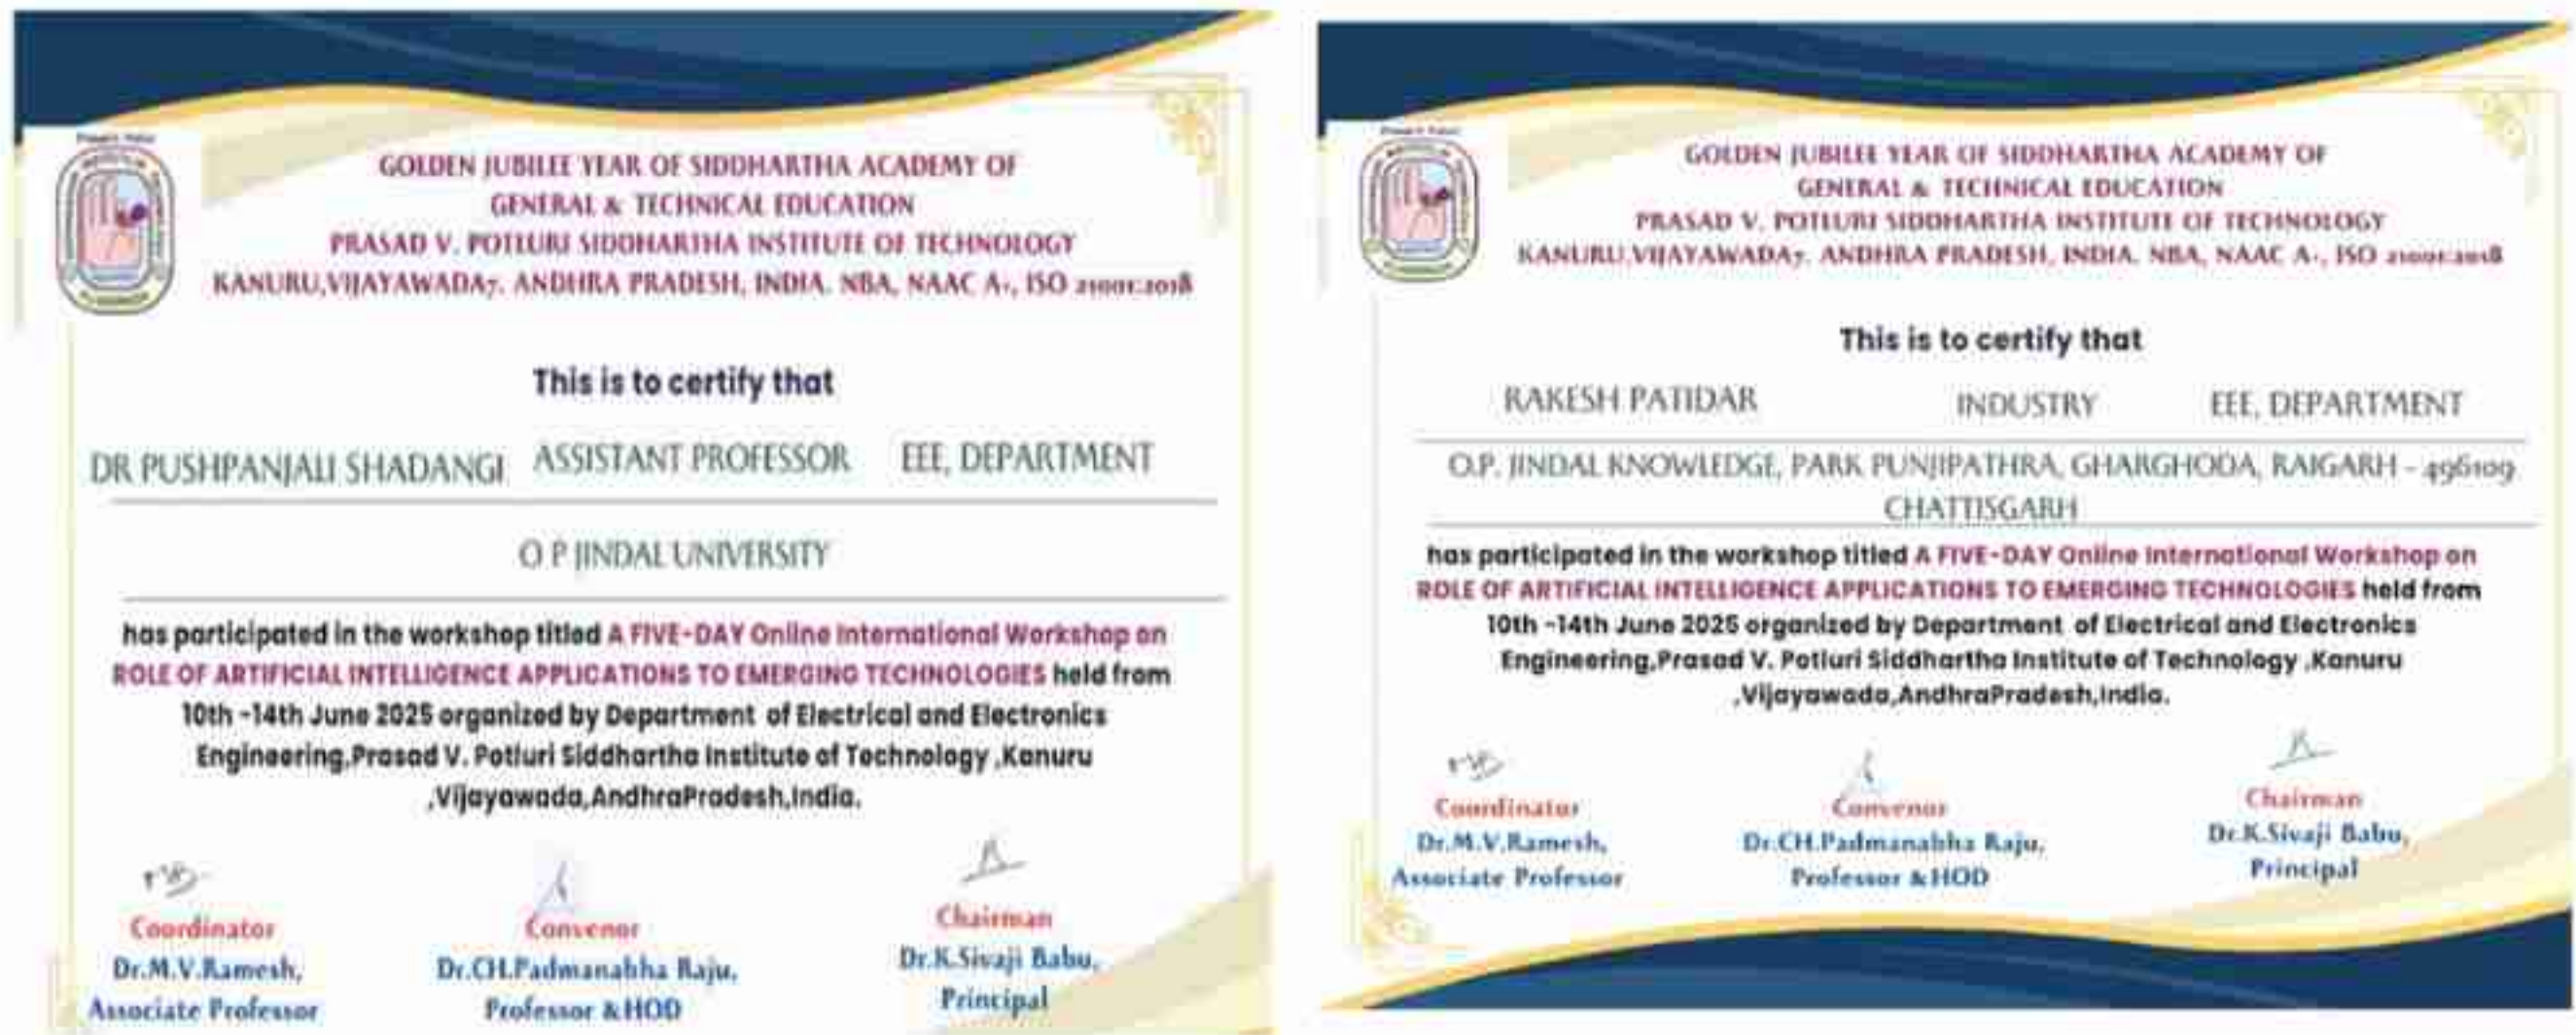 GOLDEN JUBILEE YEAR OF SIDDHARTHA ACADEMY OF
GENERAL & TECHNICAL EDUCATION
PRASAD V. POTLURI SIDDHARTHA INSTITUTE OF TECHNOLOGY
KANURU,VIJAYAWADA7. ANDHRA PRADESH, INDIA. NBA, NAAC A+, ISO 21001:2018
This is to certify that
DR PUSHPANJALI SHADANGI ASSISTANT PROFESSOR EEE, DEPARTMENT
O P JINDAL UNIVERSITY
has participated in the workshop titled A FIVE-DAY Online International Workshop on
ROLE OF ARTIFICIAL INTELLIGENCE APPLICATIONS TO EMERGING TECHNOLOGIES held from
10th -14th June 2025 organized by Department of Electrical and Electronics
Engineering,Prasad V. Potluri Siddhartha Institute of Technology ,Kanuru
,Vijayawada,AndhraPradesh,India.
Coordinator
Dr.M.V.Ramesh,
Associate Professor
Convenor
Dr.CH.Padmanabha Raju,
Professor & HOD
Chairman
Dr.K.Sivaji Babu,
Principal
GOLDEN JUBILEE YEAR OF SIDDHARTHA ACADEMY OF
GENERAL & TECHNICAL EDUCATION
PRASAD V. POTLURI SIDDHARTHA INSTITUTE OF TECHNOLOGY
KANURU,VIJAYAWADA7. ANDHRA PRADESH, INDIA. NBA, NAAC A+, ISO 21001:2018
This is to certify that
RAKESH PATIDAR INDUSTRY EEE, DEPARTMENT
O.P. JINDAL KNOWLEDGE, PARK PUNJIPATHRA, GHARGHODA, RAIGARH - 496109
CHATTISGARH
has participated in the workshop titled A FIVE-DAY Online International Workshop on
ROLE OF ARTIFICIAL INTELLIGENCE APPLICATIONS TO EMERGING TECHNOLOGIES held from
10th -14th June 2025 organized by Department of Electrical and Electronics
Engineering,Prasad V. Potluri Siddhartha Institute of Technology ,Kanuru
,Vijayawada,AndhraPradesh,India.
Coordinator
Dr.M.V.Ramesh,
Associate Professor
Convenor
Dr.CH.Padmanabha Raju,
Professor & HOD
Chairman
Dr.K.Sivaji Babu,
Principal